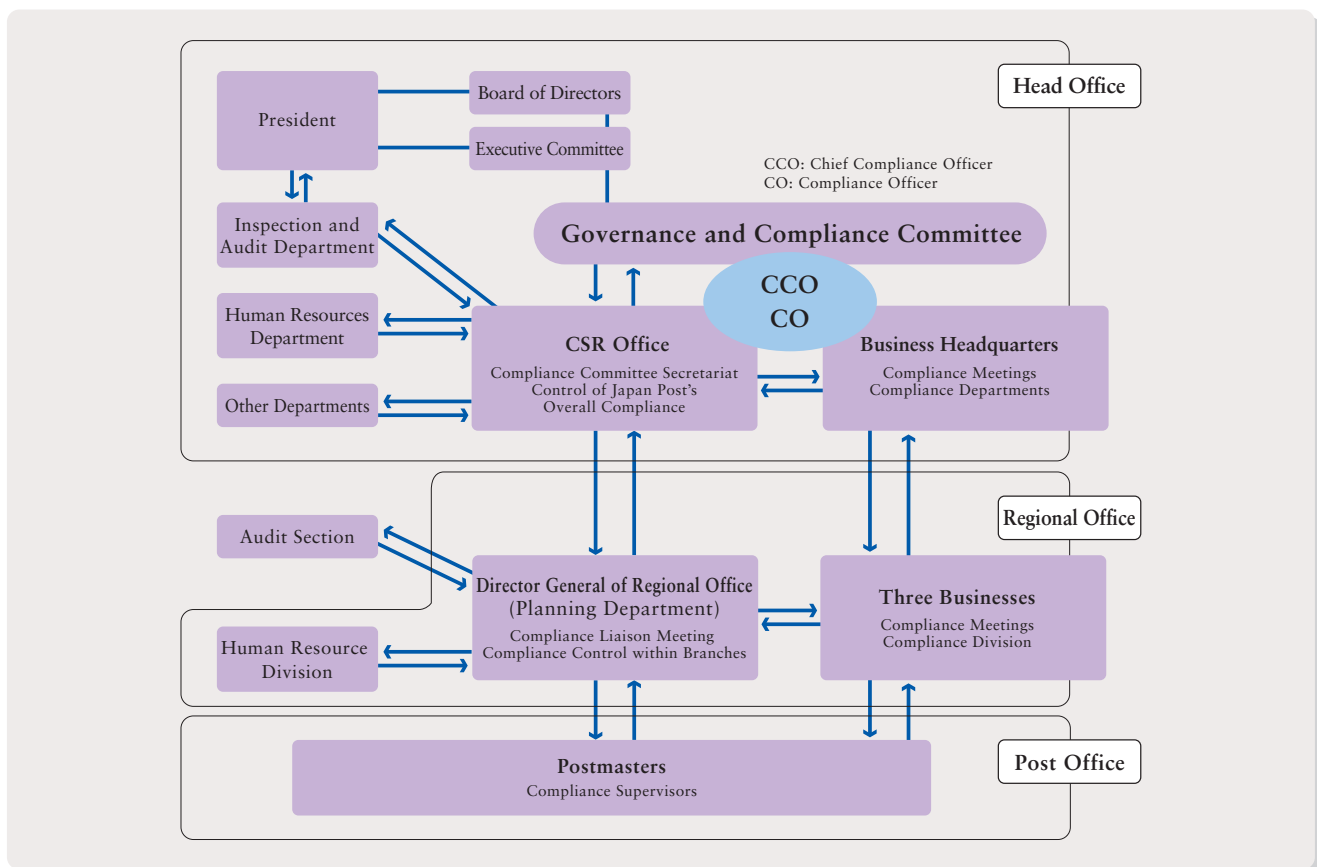 Head Office
President
Board of Directors
Executive Committee
CCO: Chief Compliance Officer
CO: Compliance Officer
Inspection and
Audit Department
Governance and Compliance Committee
CCO
CO
Human Resources
Department
CSR Office
Compliance Committee Secretariat
Control of Japan Post's
Overall Compliance
Business Headquarters
Compliance Meetings
Compliance Departments
Other Departments
Regional Office
Audit Section
Director General of Regional Office
(Planning Department)
Compliance Liaison Meeting
Compliance Control within Branches
Three Businesses
Compliance Meetings
Compliance Division
Human Resource
Division
Post Office
Postmasters
Compliance Supervisors